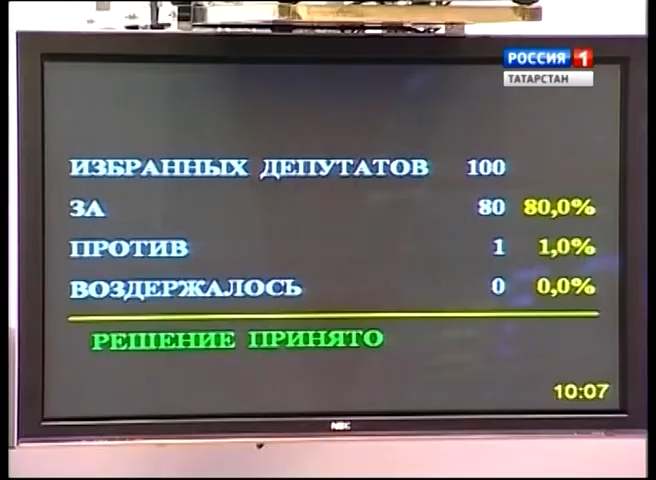 РОССИЯ 1
ТАТАРСТАН
ИЗБРАННЫХ ДЕПУТАТОВ 100
ЗА 80 80,0%
ПРОТИВ 1 1,0%
ВОЗДЕРЖАЛОСЬ 0 0,0%
РЕШЕНИЕ ПРИНЯТО
10:07
NEC